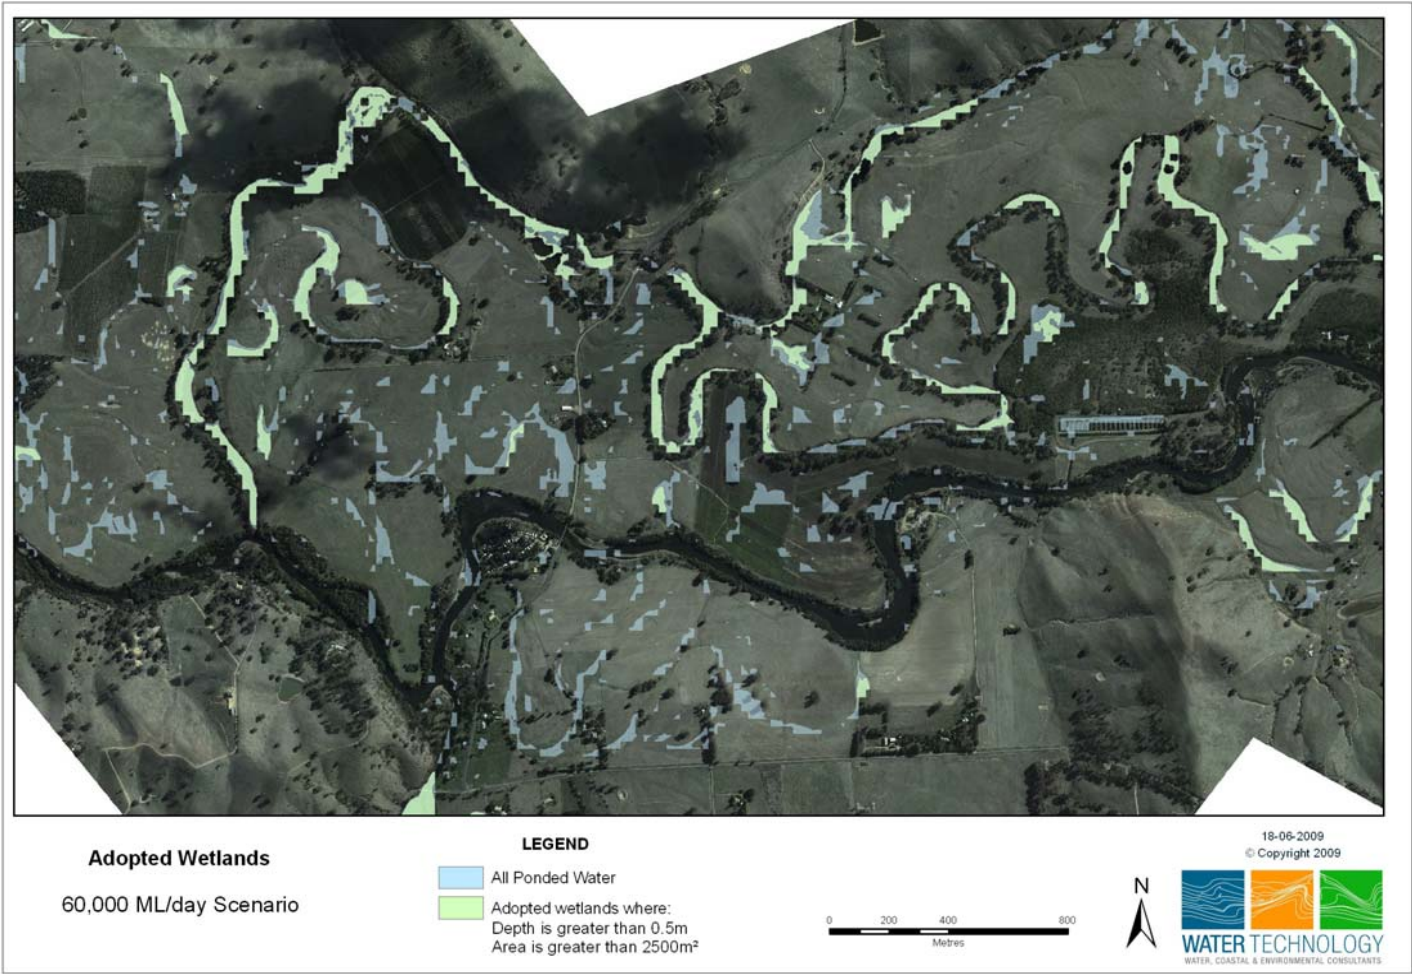 Adopted Wetlands
60,000 ML/day Scenario
LEGEND
All Ponded Water
Adopted wetlands where:
Depth is greater than 0.5m
Area is greater than 2500m²
0 200 400 800
Metres
N
18-06-2009
© Copyright 2009
WATER TECHNOLOGY
WATER, COASTAL & ENVIRONMENTAL CONSULTANTS